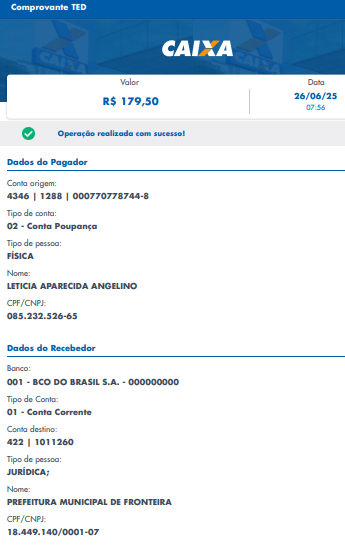 Comprovante TED
CAIXA
Valor
R$ 179,50
Data
26/06/25
07:56
Operação realizada com sucesso!
Dados do Pagador
Conta origem:
4346 | 1288 | 000770778744-8
Tipo de conta:
02 - Conta Poupança
Tipo de pessoa:
FÍSICA
Nome:
LETICIA APARECIDA ANGELINO
CPF/CNPJ:
085.232.526-65
Dados do Recebedor
Banco:
001 - BCO DO BRASIL S.A. - 000000000
Tipo de Conta:
01 - Conta Corrente
Conta destino:
422 | 1011260
Tipo de pessoa:
JURÍDICA;
Nome:
PREFEITURA MUNICIPAL DE FRONTEIRA
CPF/CNPJ:
18.449.140/0001-07